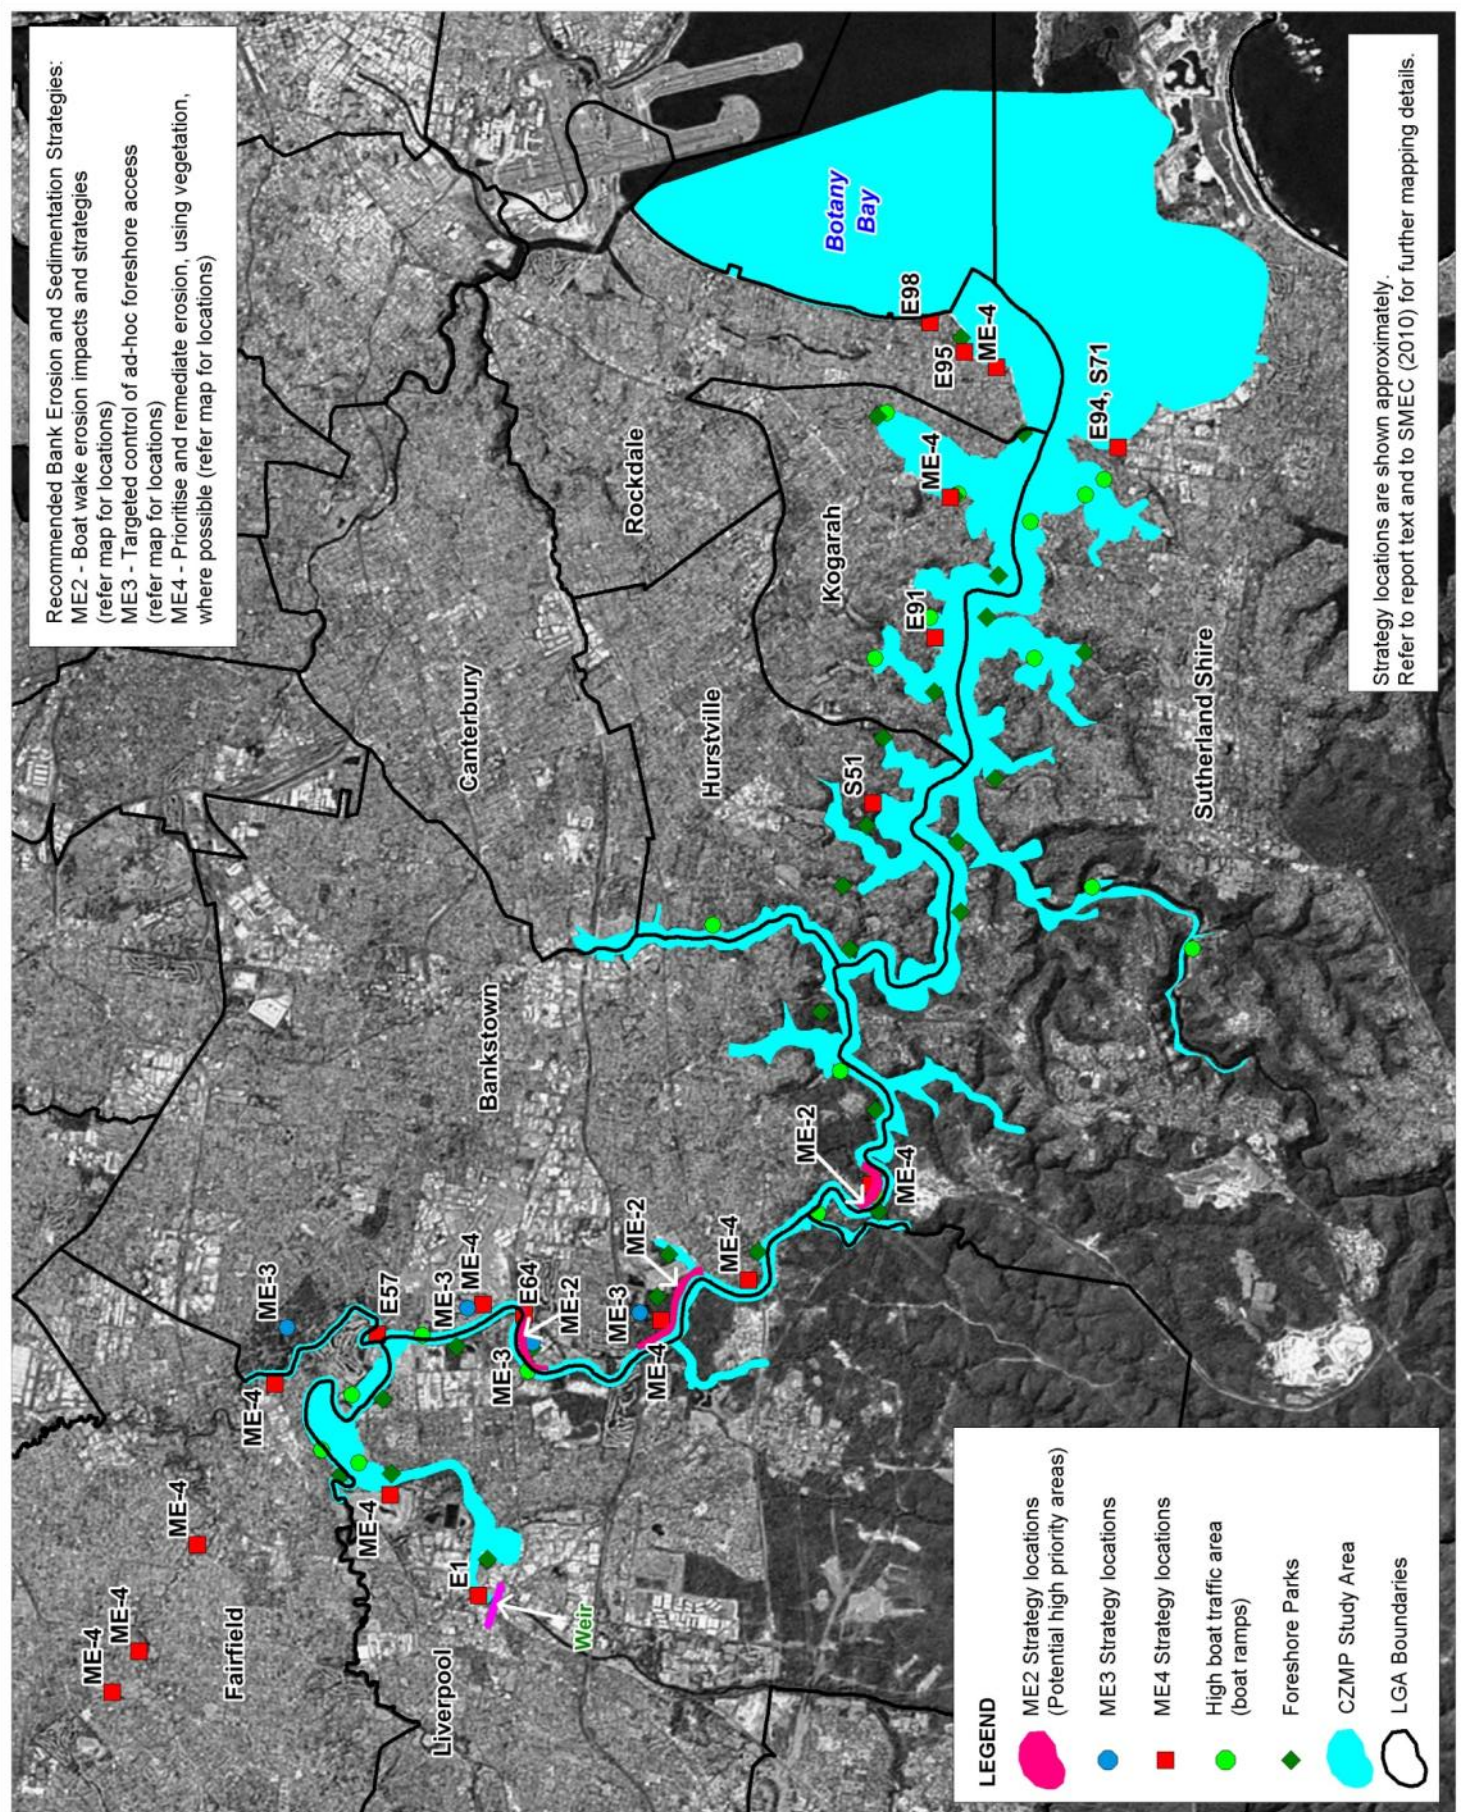 Recommended Bank Erosion and Sedimentation Strategies:
ME2 - Boat wake erosion impacts and strategies
(refer map for locations)
ME3 - Targeted control of ad-hoc foreshore access
(refer map for locations)
ME4 - Prioritise and remediate erosion, using vegetation,
where possible (refer map for locations)
ME-4
ME-4
ME-4
Fairfield
ME-4
ME-3
E57
ME-4
Liverpool
E1
Weir
ME-3
ME-4
E64
ME-2
ME-3
Bankstown
Canterbury
ME-3
ME-2
ME-4
ME-4
ME-2
ME-4
Hurstville
Rockdale
Kogarah
S51
E91
ME-4
E98
E95
ME-4
Botany
Bay
E94, S71
Sutherland Shire
LEGEND
ME2 Strategy locations
(Potential high priority areas)
ME3 Strategy locations
ME4 Strategy locations
High boat traffic area
(boat ramps)
Foreshore Parks
CZMP Study Area
LGA Boundaries
Strategy locations are shown approximately.
Refer to report text and to SMEC (2010) for further mapping details.